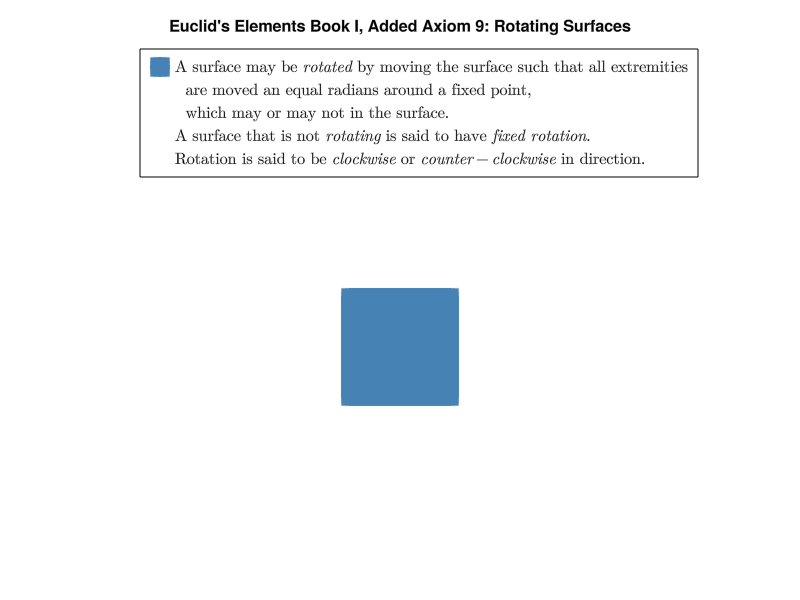 Euclid's Elements Book I, Added Axiom 9: Rotating Surfaces
A surface may be rotated by moving the surface such that all extremities
are moved an equal radians around a fixed point,
which may or may not in the surface.
A surface that is not rotating is said to have fixed rotation.
Rotation is said to be clockwise or counter − clockwise in direction.